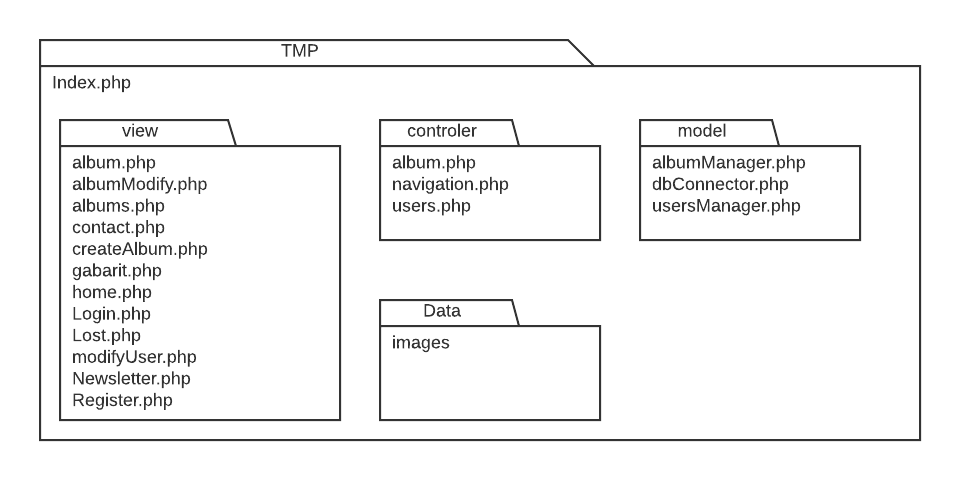 TMP
Index.php
view
album.php
albumModify.php
albums.php
contact.php
createAlbum.php
gabarit.php
home.php
Login.php
Lost.php
modifyUser.php
Newsletter.php
Register.php
controler
album.php
navigation.php
users.php
model
albumManager.php
dbConnector.php
usersManager.php
Data
images